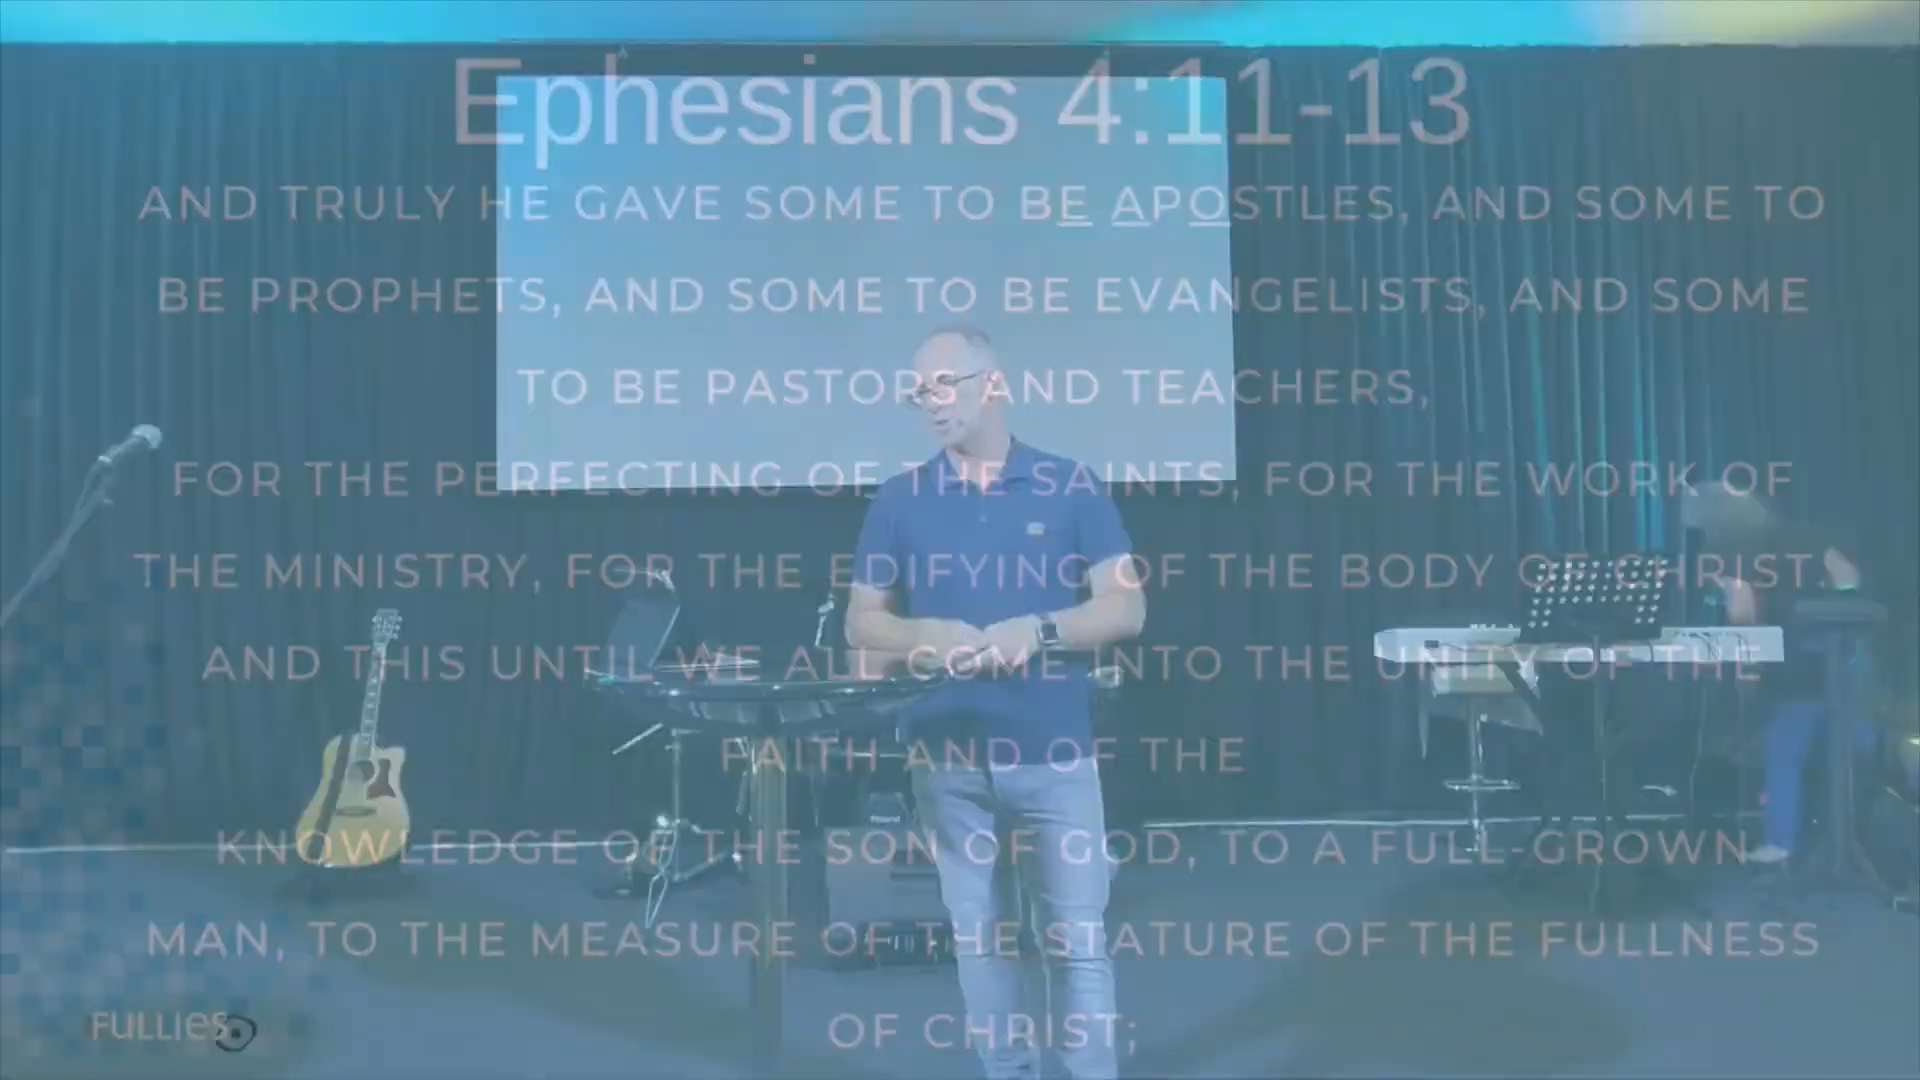 Ephesians 4:11-13
AND TRULY HE GAVE SOME TO BE APOSTLES, AND SOME TO
BE PROPHETS, AND SOME TO BE EVANGELISTS, AND SOME
TO BE PASTORS AND TEACHERS,
FOR THE PERFECTING OF THE SAINTS, FOR THE WORK OF
THE MINISTRY, FOR THE EDIFYING OF THE BODY OF CHRIST.
AND THIS UNTIL WE ALL COME INTO THE UNITY OF THE
FAITH AND OF THE
KNOWLEDGE OF THE SON OF GOD, TO A FULL-GROWN
MAN, TO THE MEASURE OF THE STATURE OF THE FULLNESS
OF CHRIST;
FULLIES
Roland